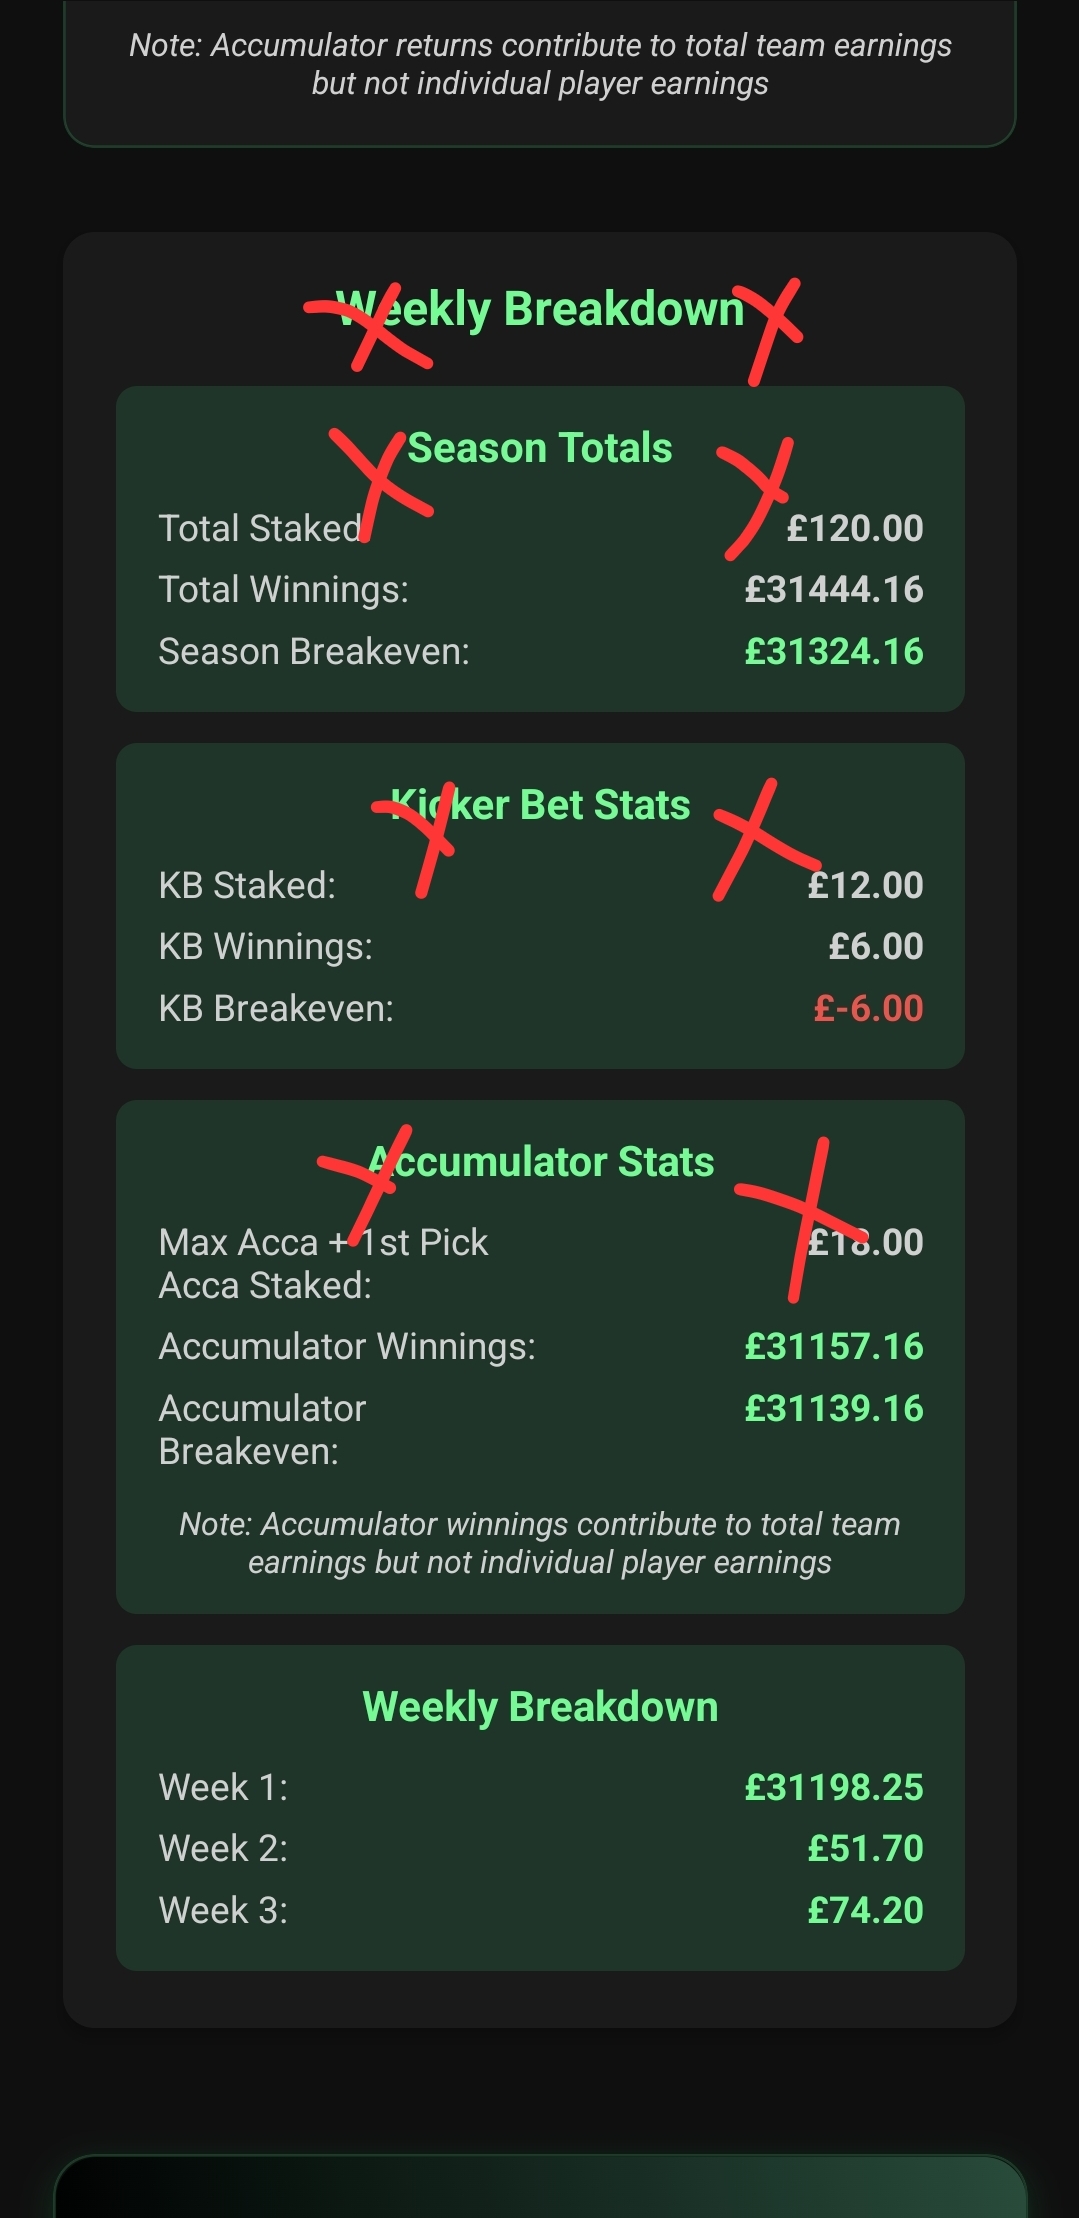 Note: Accumulator returns contribute to total team earnings
but not individual player earnings
Weekly Breakdown
Season Totals
Total Staked
£120.00
Total Winnings:
£31444.16
Season Breakeven:
£31324.16
Kicker Bet Stats
KB Staked:
£12.00
KB Winnings:
£6.00
KB Breakeven:
£-6.00
Accumulator Stats
Max Acca + 1st Pick
Acca Staked:
£18.00
Accumulator Winnings:
£31157.16
Accumulator
Breakeven:
£31139.16
Note: Accumulator winnings contribute to total team
earnings but not individual player earnings
Weekly Breakdown
Week 1:
£31198.25
Week 2:
£51.70
Week 3:
£74.20